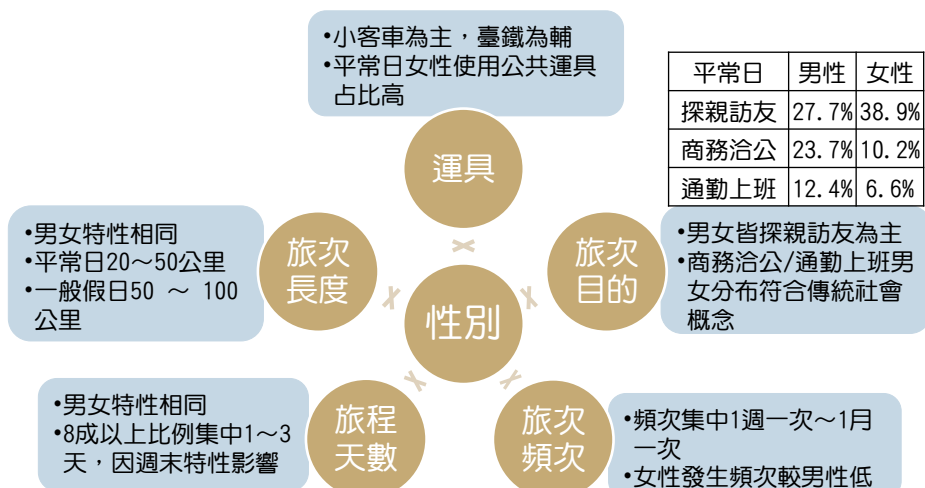 •小客車為主，臺鐵為輔
•平常日女性使用公共運具
占比高
平常日 男性 女性
探親訪友 27.7% 38.9%
商務洽公 23.7% 10.2%
通勤上班 12.4% 6.6%
運具
•男女特性相同
•平常日20～50公里
•一般假日50 ～ 100
公里
旅次
長度
旅次
目的
•男女皆探親訪友為主
•商務洽公/通勤上班男
女分布符合傳統社會
概念
性別
•男女特性相同
•8成以上比例集中1～3
天，因週末特性影響
旅程
天數
旅次
頻次
•頻次集中1週一次～1月
一次
•女性發生頻次較男性低